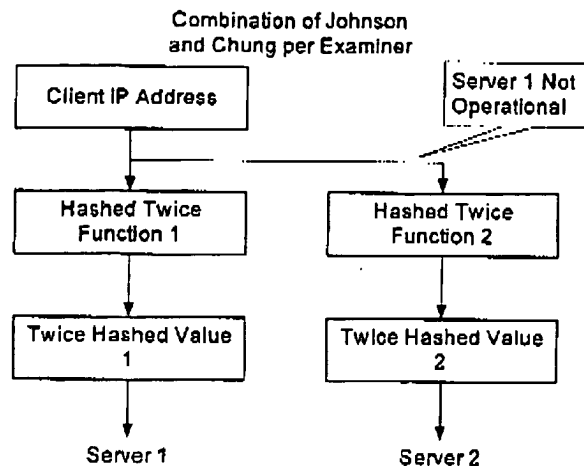 Combination of Johnson
and Chung per Examiner
Client IP Address
Server 1 Not
Operational
Hashed Twice
Function 1
Hashed Twice
Function 2
Twice Hashed Value
1
Twice Hashed Value
2
Server 1
Server 2